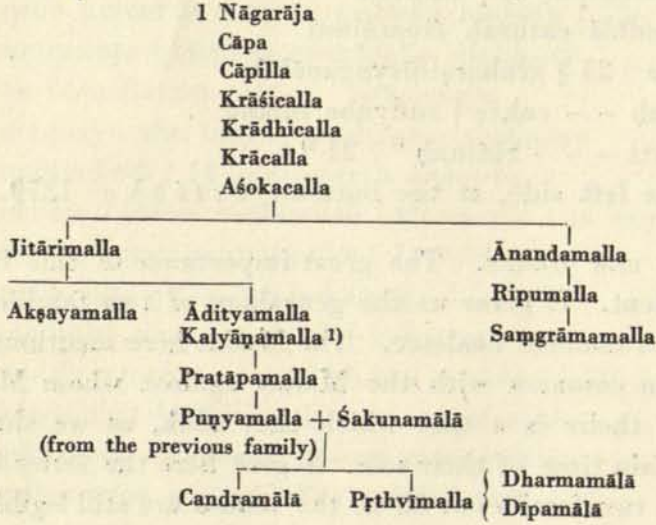 1 Nāgarāja
Cāpa
Cāpilla
Krāśicalla
Krādhicalla
Krācalla
Aśokacalla
Jitārimalla Ānandamalla
Ripumalla
Akṣayamalla Ādityamalla
Saṃgrāmamalla
Kalyāṇamalla ¹)
Pratāpamalla
Puṇyamalla + Śakunamālā
(from the previous family)
Candramālā Pṛthvīmalla { Dharmamālā
Dīpamālā